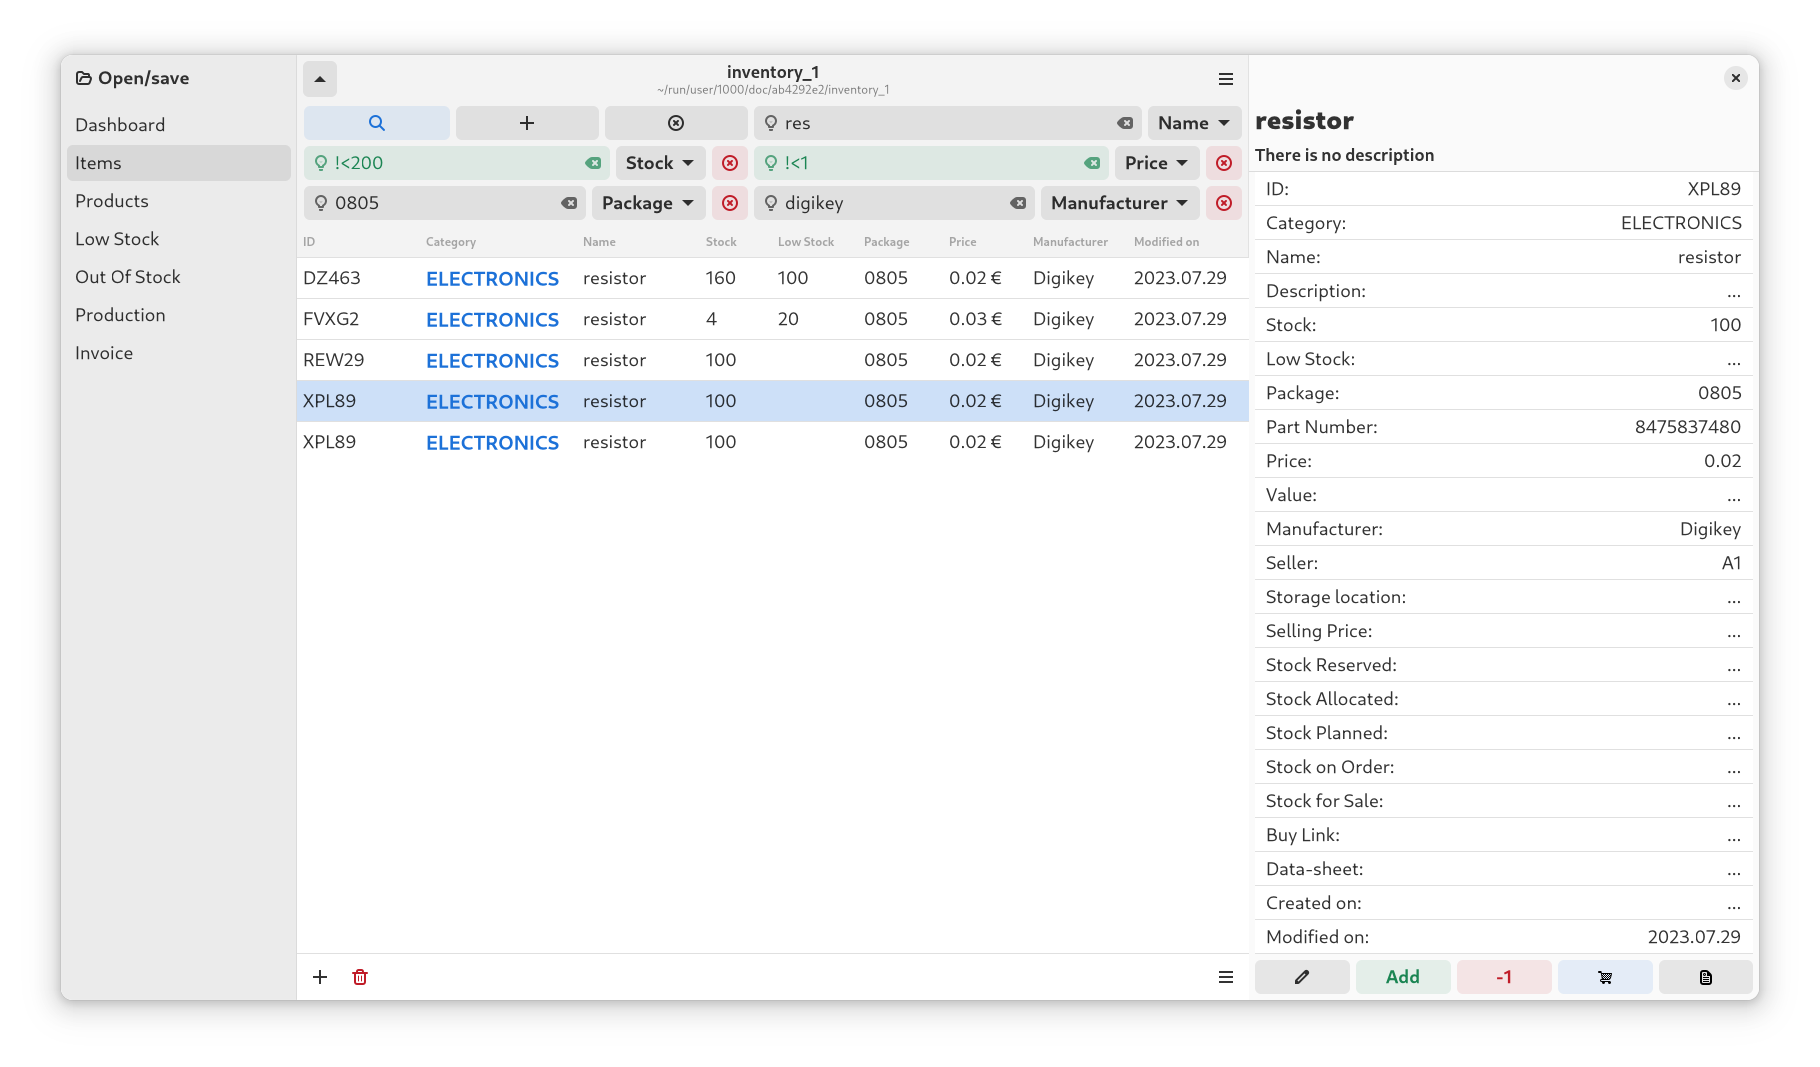 Open/save
Dashboard
Items
Products
Low Stock
Out Of Stock
Production
Invoice
inventory_1
~/run/user/1000/doc/ab4292e2/inventory_1
res Name
!<200 Stock !<1 Price
0805 Package digikey Manufacturer
ID Category Name Stock Low Stock Package Price Manufacturer Modified on
DZ463 ELECTRONICS resistor 160 100 0805 0.02 € Digikey 2023.07.29
FVXG2 ELECTRONICS resistor 4 20 0805 0.03 € Digikey 2023.07.29
REW29 ELECTRONICS resistor 100 0805 0.02 € Digikey 2023.07.29
XPL89 ELECTRONICS resistor 100 0805 0.02 € Digikey 2023.07.29
XPL89 ELECTRONICS resistor 100 0805 0.02 € Digikey 2023.07.29
resistor
There is no description
ID: XPL89
Category: ELECTRONICS
Name: resistor
Description: ...
Stock: 100
Low Stock: ...
Package: 0805
Part Number: 8475837480
Price: 0.02
Value: ...
Manufacturer: Digikey
Seller: A1
Storage location: ...
Selling Price: ...
Stock Reserved: ...
Stock Allocated: ...
Stock Planned: ...
Stock on Order: ...
Stock for Sale: ...
Buy Link: ...
Data-sheet: ...
Created on: ...
Modified on: 2023.07.29
Add -1